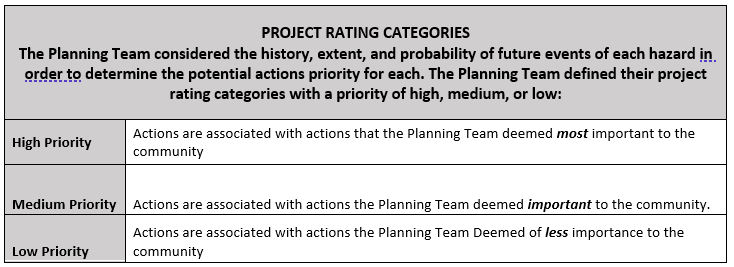 PROJECT RATING CATEGORIES
The Planning Team considered the history, extent, and probability of future events of each hazard in
order to determine the potential actions priority for each. The Planning Team defined their project
rating categories with a priority of high, medium, or low:
High Priority
Actions are associated with actions that the Planning Team deemed most important to the
community
Medium Priority
Actions are associated with actions the Planning Team deemed important to the community.
Low Priority
Actions are associated with actions the Planning Team Deemed of less importance to the
community